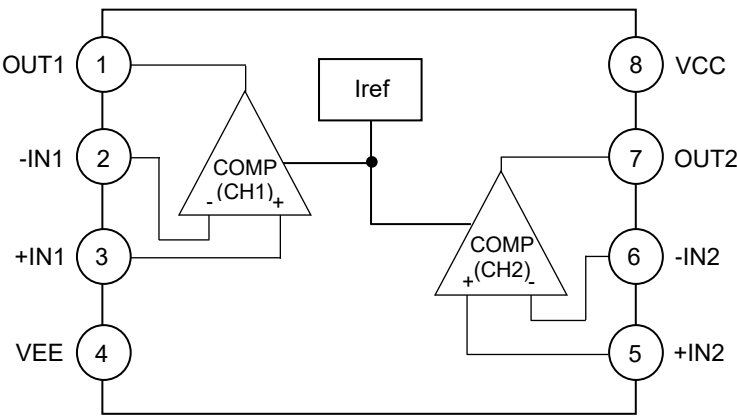 OUT1 1
-IN1 2
+IN1 3
VEE 4
Iref
COMP
(CH1)
- +
COMP
(CH2)
+ -
8 VCC
7 OUT2
6 -IN2
5 +IN2